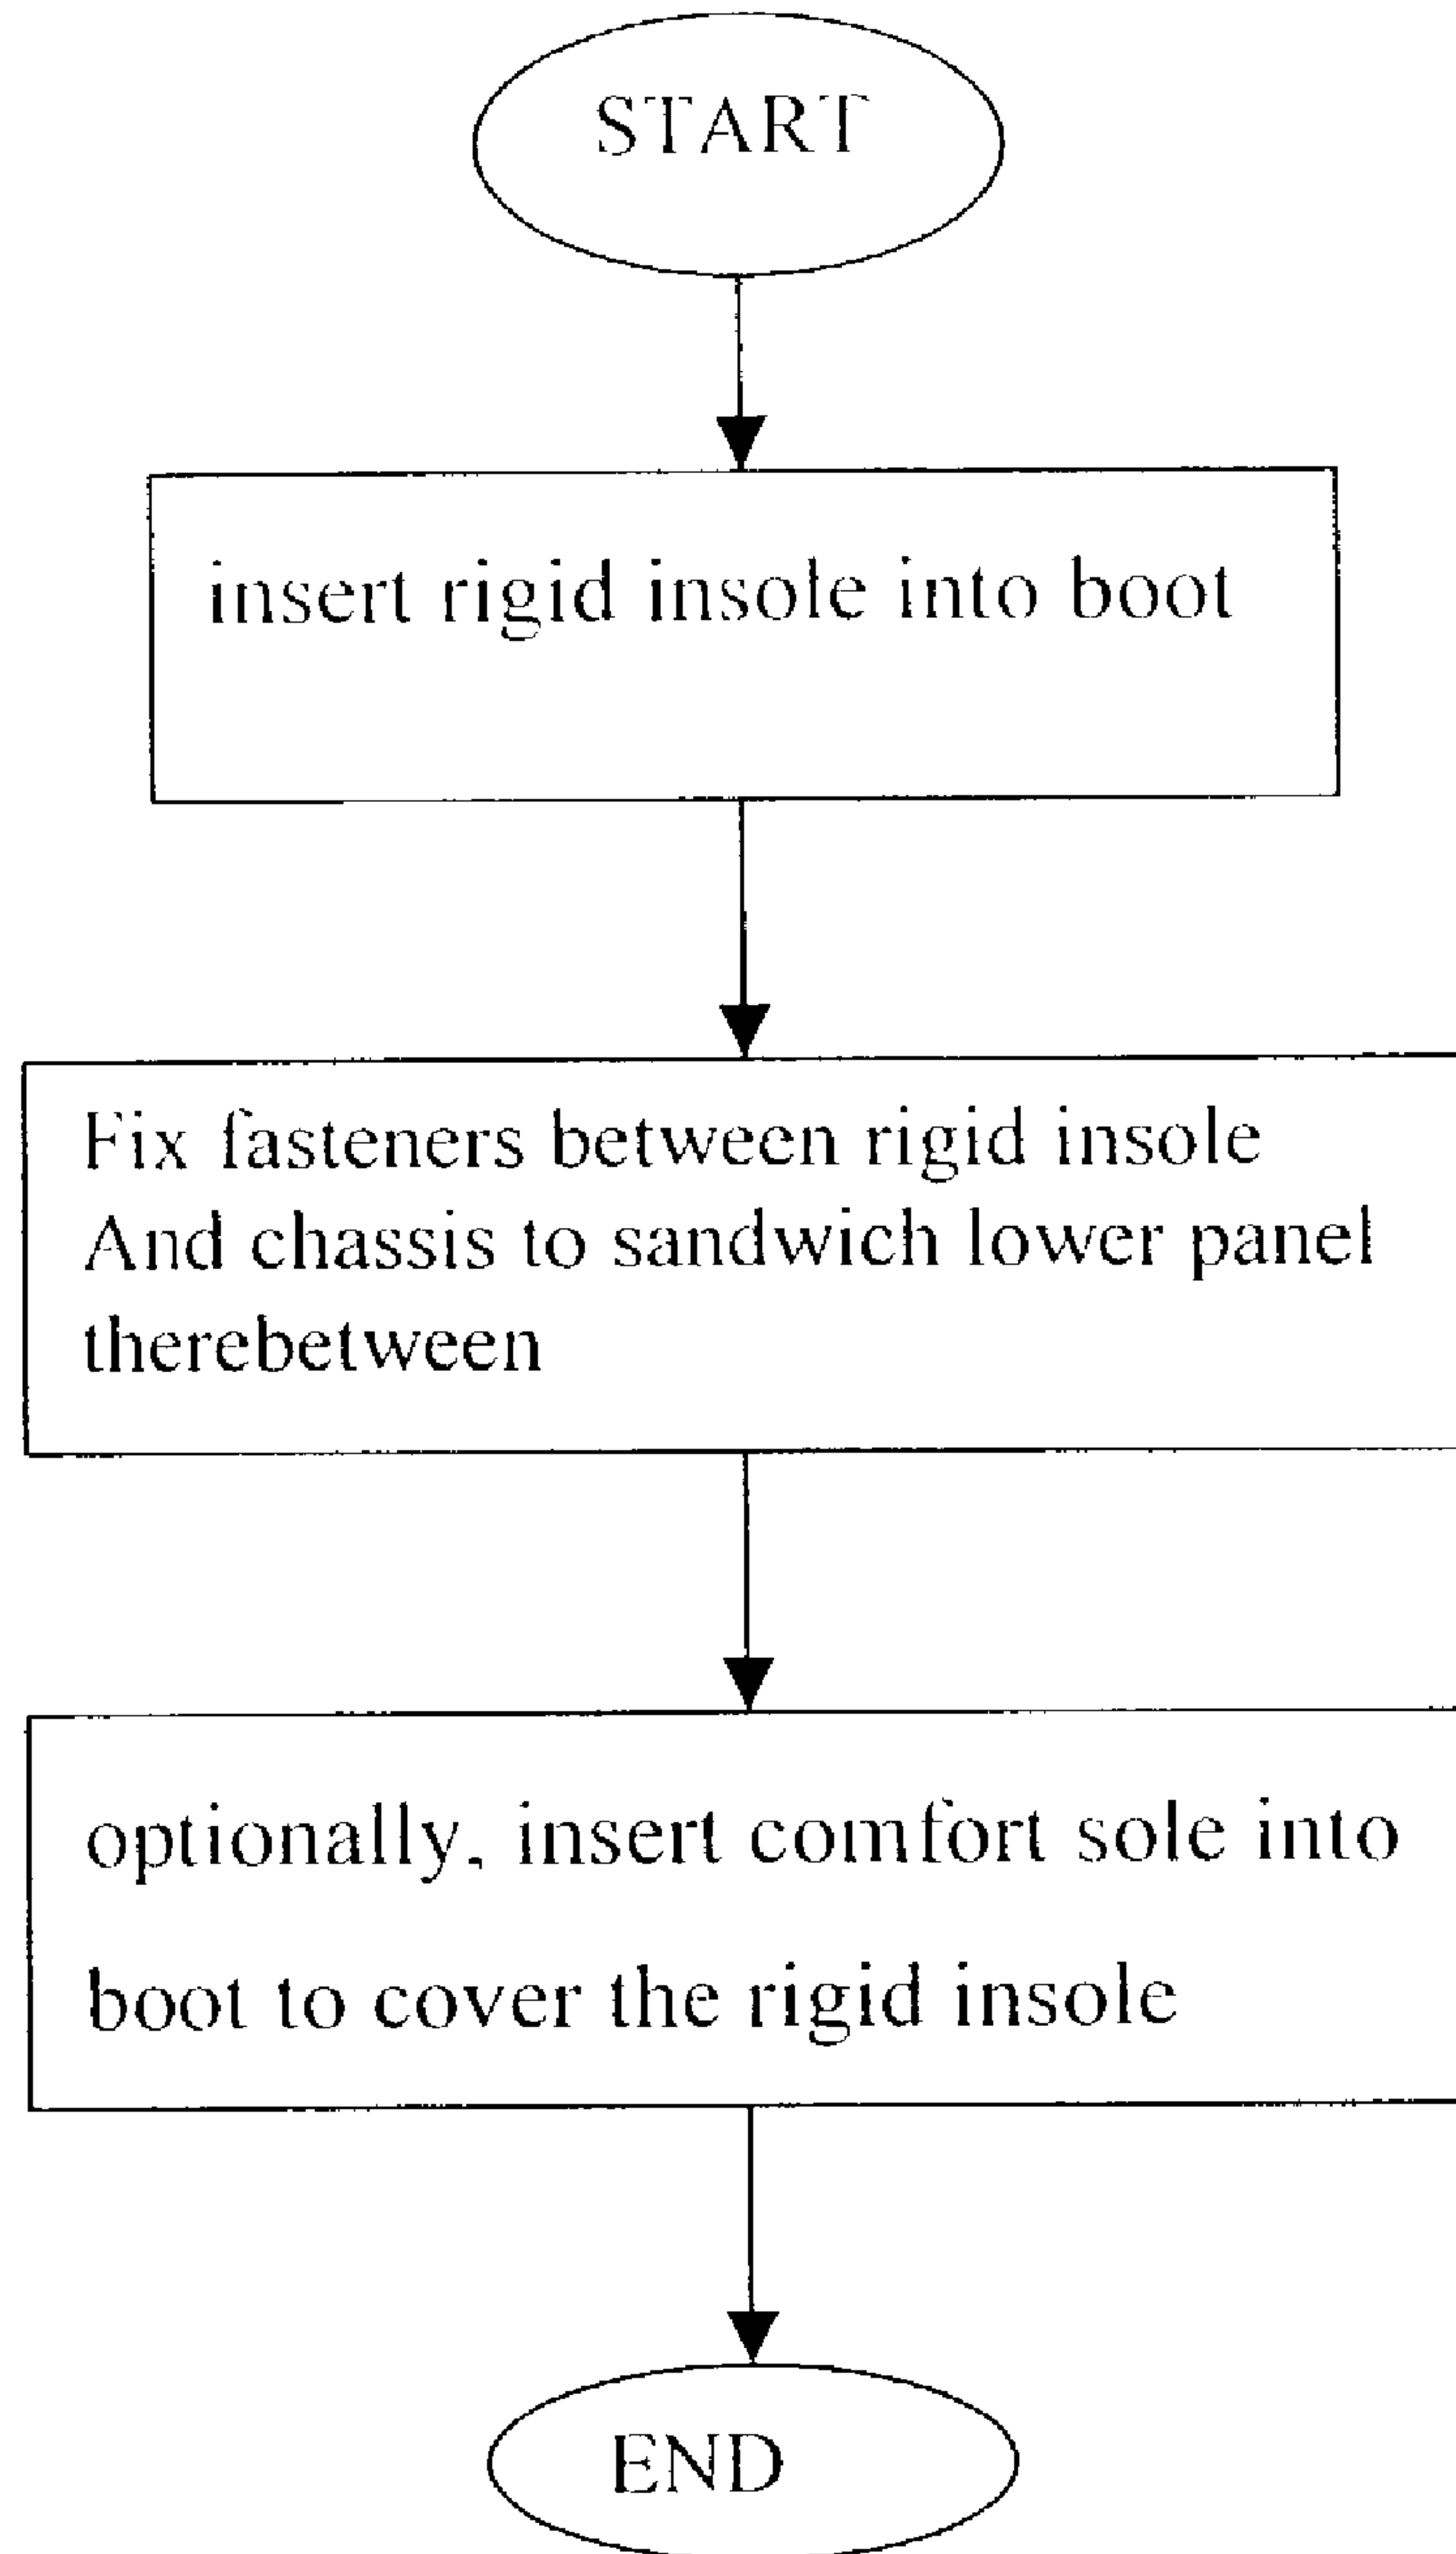 START
insert rigid insole into boot
Fix fasteners between rigid insole
And chassis to sandwich lower panel
therebetween
optionally, insert comfort sole into
boot to cover the rigid insole
END